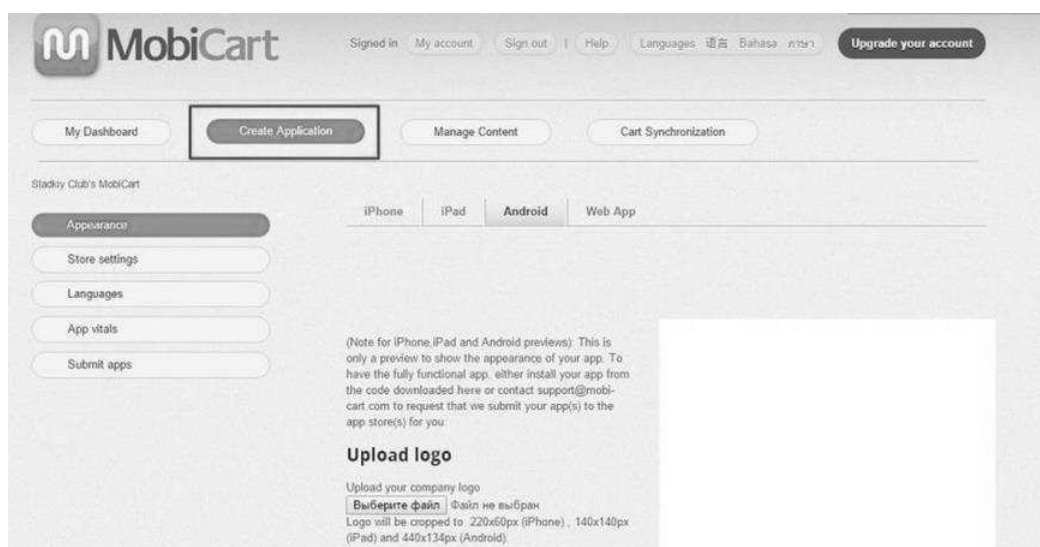 MobiCart
Signed in My account Sign out | Help Languages 语言 Bahasa ภาษา Upgrade your account
My Dashboard Create Application Manage Content Cart Synchronization
Sladkiy Club's MobiCart
iPhone iPad Android Web App
Appearance
Store settings
Languages
App vitals
Submit apps
(Note for iPhone,iPad and Android previews): This is
only a preview to show the appearance of your app. To
have the fully functional app, either install your app from
the code downloaded here or contact support@mobi-
cart.com to request that we submit your app(s) to the
app store(s) for you.
Upload logo
Upload your company logo
Выберите файл Файл не выбран
Logo will be cropped to 220x60px (iPhone) , 140x140px
(iPad) and 440x134px (Android).